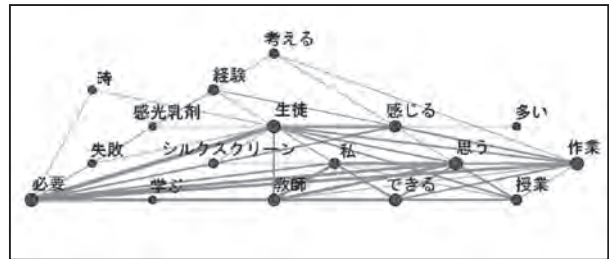 考える
時 経験
感光乳剤 生徒 感じる 多い
失敗 シルクスクリーン 私 思う 作業
必要 学ぶ 教師 できる 授業